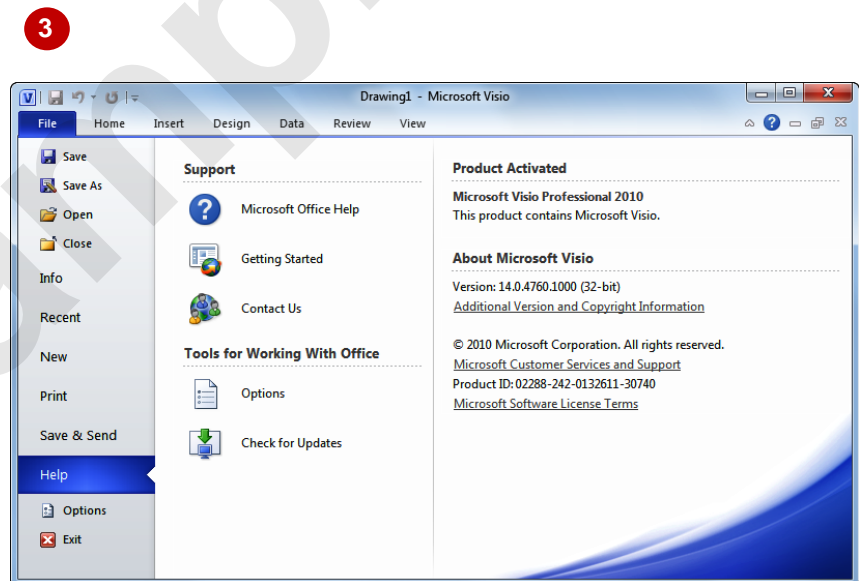 3
Drawing1 - Microsoft Visio
File Home Insert Design Data Review View
Save
Save As
Open
Close
Info
Recent
New
Print
Save & Send
Help
Options
Exit
Support
Microsoft Office Help
Getting Started
Contact Us
Tools for Working With Office
Options
Check for Updates
Product Activated
Microsoft Visio Professional 2010
This product contains Microsoft Visio.
About Microsoft Visio
Version: 14.0.4760.1000 (32-bit)
Additional Version and Copyright Information
© 2010 Microsoft Corporation. All rights reserved.
Microsoft Customer Services and Support
Product ID: 02288-242-0132611-30740
Microsoft Software License Terms